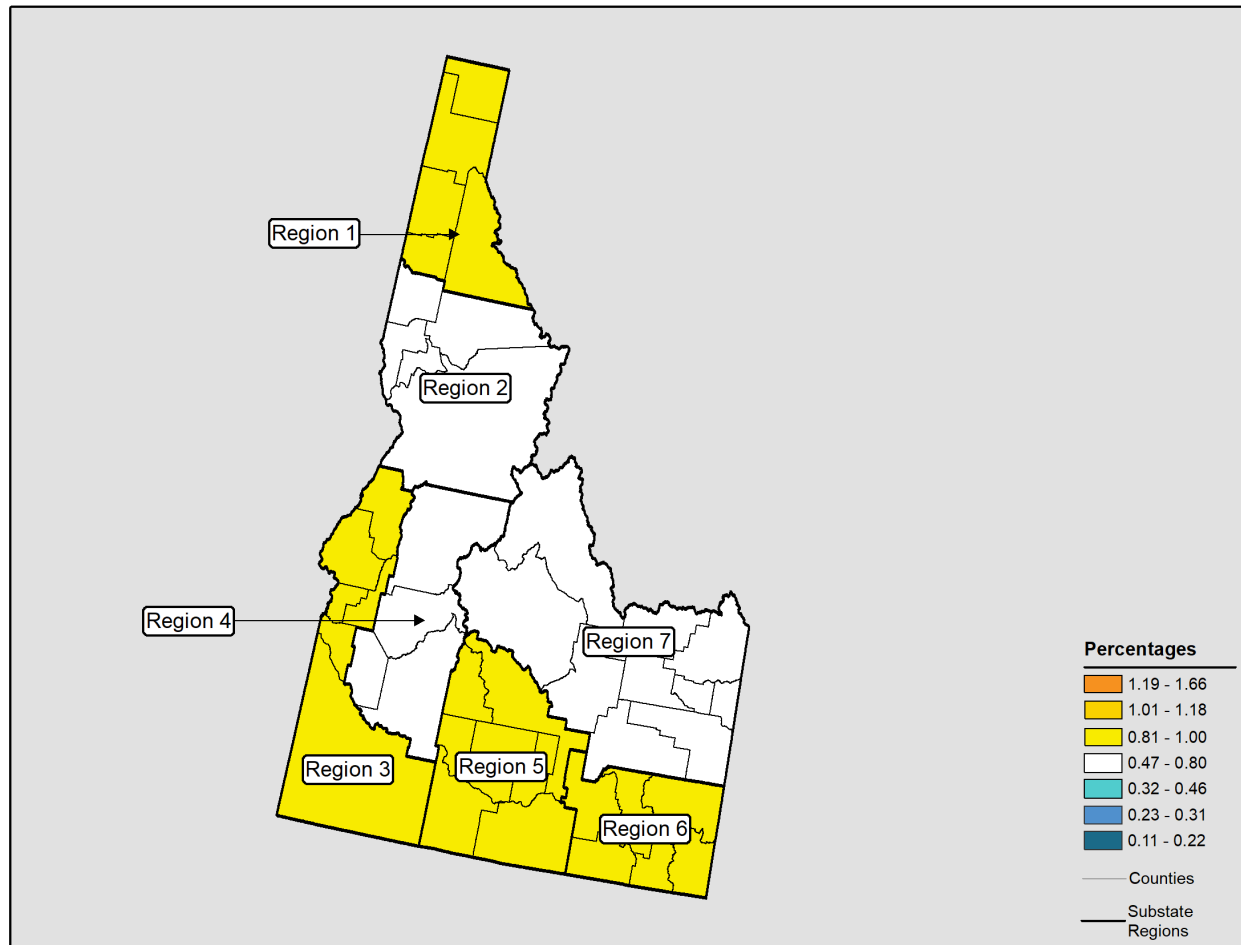 Region 1
Region 2
Region 4
Region 7
Region 3
Region 5
Region 6
Percentages
1.19 - 1.66
1.01 - 1.18
0.81 - 1.00
0.47 - 0.80
0.32 - 0.46
0.23 - 0.31
0.11 - 0.22
Counties
Substate
Regions